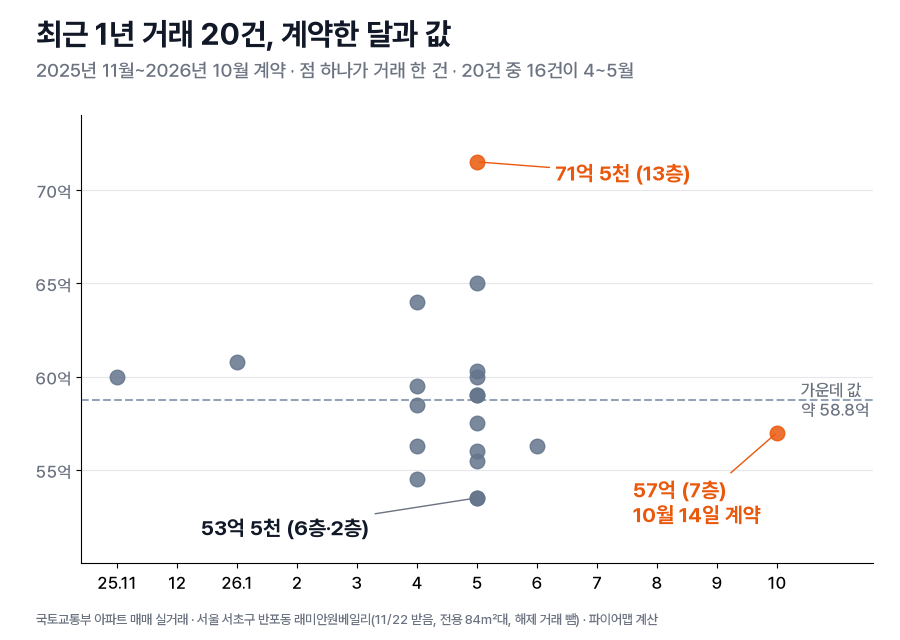 최근 1년 거래 20건, 계약한 달과 값
2025년 11월~2026년 10월 계약 · 점 하나가 거래 한 건 · 20건 중 16건이 4~5월
71억 5천 (13층)
70억
65억
60억
가운데 값
약 58.8억
55억
57억 (7층)
10월 14일 계약
53억 5천 (6층·2층)
25.11 12 26.1 2 3 4 5 6 7 8 9 10
국토교통부 아파트 매매 실거래 · 서울 서초구 반포동 래미안원베일리(11/22 받음, 전용 84m²대, 해제 거래 뺌) · 파이어맵 계산